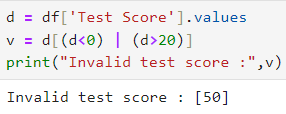 d = df['Test Score'].values
v = d[(d<0) | (d>20)]
print("Invalid test score :",v)
Invalid test score : [50]